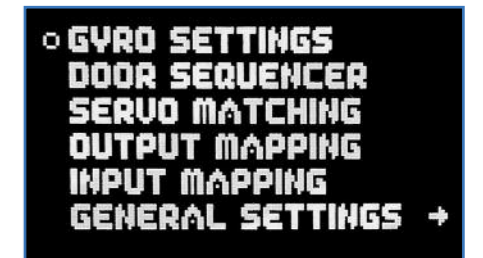 GYRO SETTINGS
DOOR SEQUENCER
SERVO MATCHING
OUTPUT MAPPING
INPUT MAPPING
GENERAL SETTINGS →